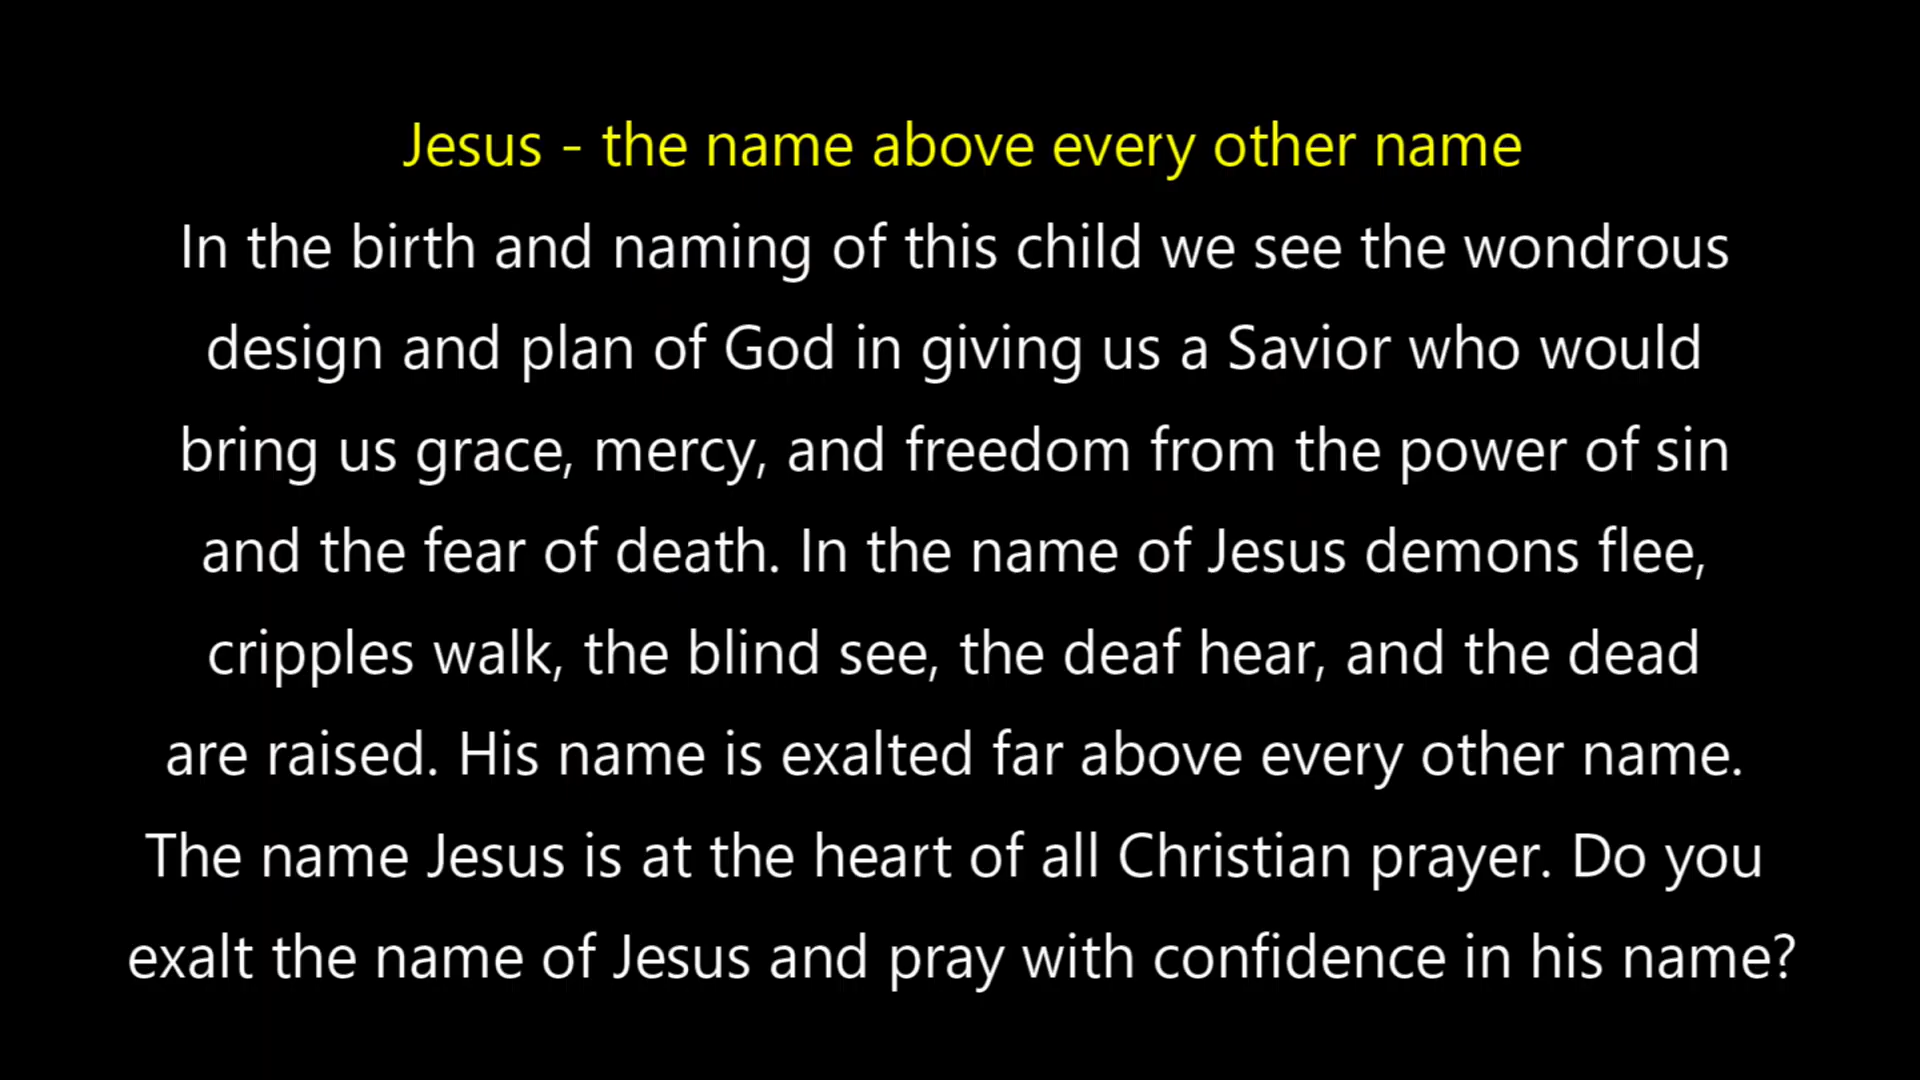 Jesus - the name above every other name
In the birth and naming of this child we see the wondrous
design and plan of God in giving us a Savior who would
bring us grace, mercy, and freedom from the power of sin
and the fear of death. In the name of Jesus demons flee,
cripples walk, the blind see, the deaf hear, and the dead
are raised. His name is exalted far above every other name.
The name Jesus is at the heart of all Christian prayer. Do you
exalt the name of Jesus and pray with confidence in his name?